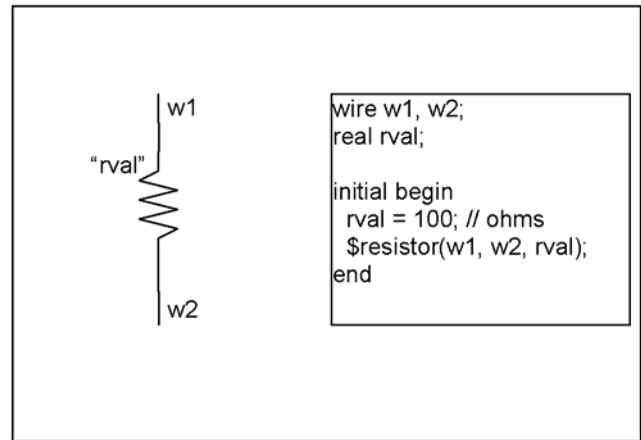 w1
“rval”
w2
wire w1, w2;
real rval;
initial begin
rval = 100; // ohms
$resistor(w1, w2, rval);
end